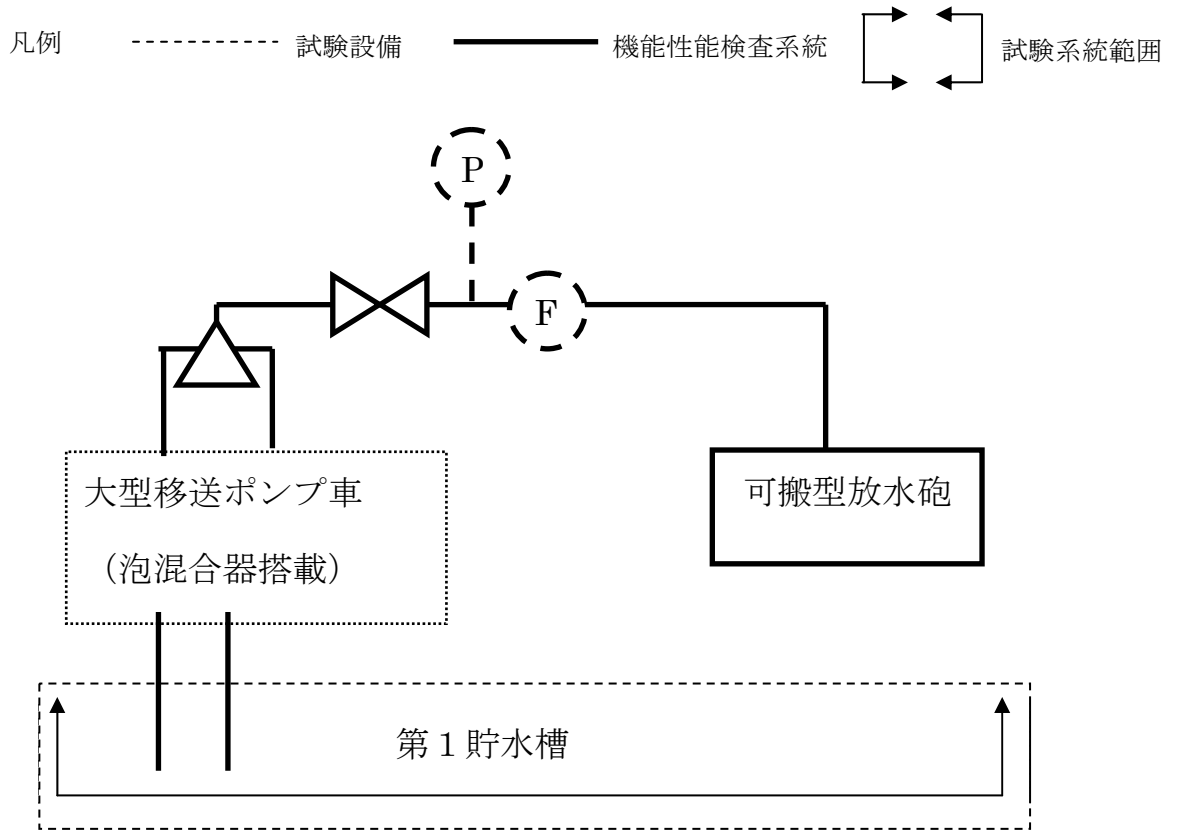 凡例 試験設備 機能性能検査系統 試験系統範囲
P
F
大型移送ポンプ車
（泡混合器搭載）
可搬型放水砲
第１貯水槽